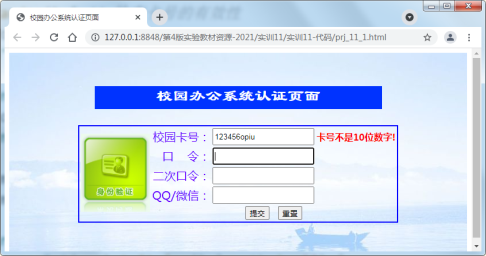 校园办公系统认证页面
127.0.0.1:8848/第4版实验教材资源-2021/实训11/实训11-代码/prj_11_1.html
校园办公系统认证页面
校园卡号： 123456opiu 卡号不足10位数字!
口 令：
二次口令：
QQ/微信：
身份验证
提交 重置